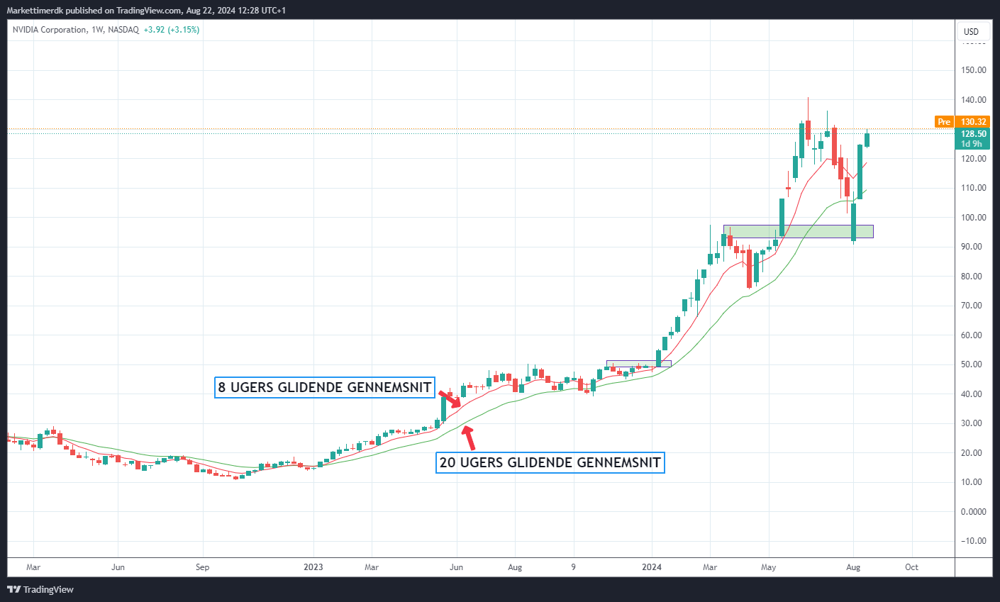 Markettimerdk published on TradingView.com, Aug 22, 2024 12:28 UTC+1
NVIDIA Corporation, 1W, NASDAQ +3.92 (+3.15%)
USD
150.00
140.00
Pre 130.32
128.50
1d 9h
120.00
110.00
100.00
90.00
80.00
70.00
60.00
50.00
8 UGERS GLIDENDE GENNEMSNIT
40.00
30.00
20.00
20 UGERS GLIDENDE GENNEMSNIT
10.00
0.0000
−10.00
Mar Jun Sep 2023 Mar Jun Aug 9 2024 Mar May Aug Oct
TradingView